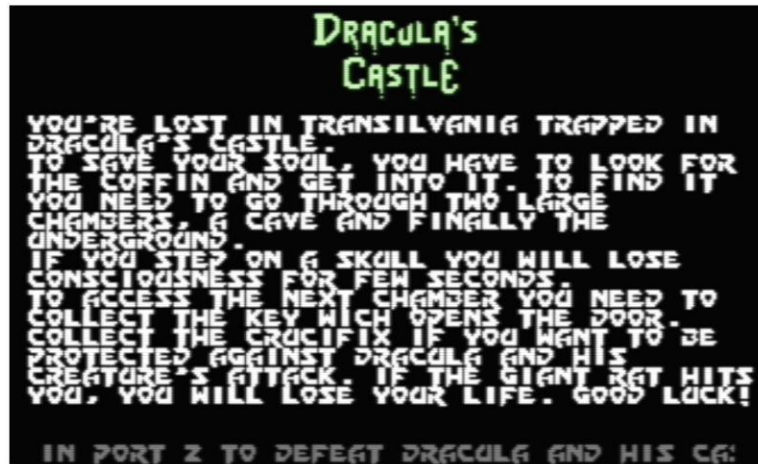 DRACULA'S
CASTLE
YOU'RE LOST IN TRANSILVANIA TRAPPED IN
DRACULA'S CASTLE.
TO SAVE YOUR SOUL, YOU HAVE TO LOOK FOR
THE COFFIN AND GET INTO IT. TO FIND IT
YOU NEED TO GO THROUGH TWO LARGE
CHAMBERS, A CAVE AND FINALLY THE
UNDERGROUND.
IF YOU STEP ON A SKULL YOU WILL LOSE
CONSCIOUSNESS FOR FEW SECONDS.
TO ACCESS THE NEXT CHAMBER YOU NEED TO
COLLECT THE KEY WICH OPENS THE DOOR.
COLLECT THE CRUCIFIX IF YOU WANT TO BE
PROTECTED AGAINST DRACULA AND HIS
CREATURE'S ATTACK. IF THE GIANT RAT HITS
YOU, YOU WILL LOSE YOUR LIFE. GOOD LUCK!
IN PORT 2 TO DEFEAT DRACULA AND HIS CA